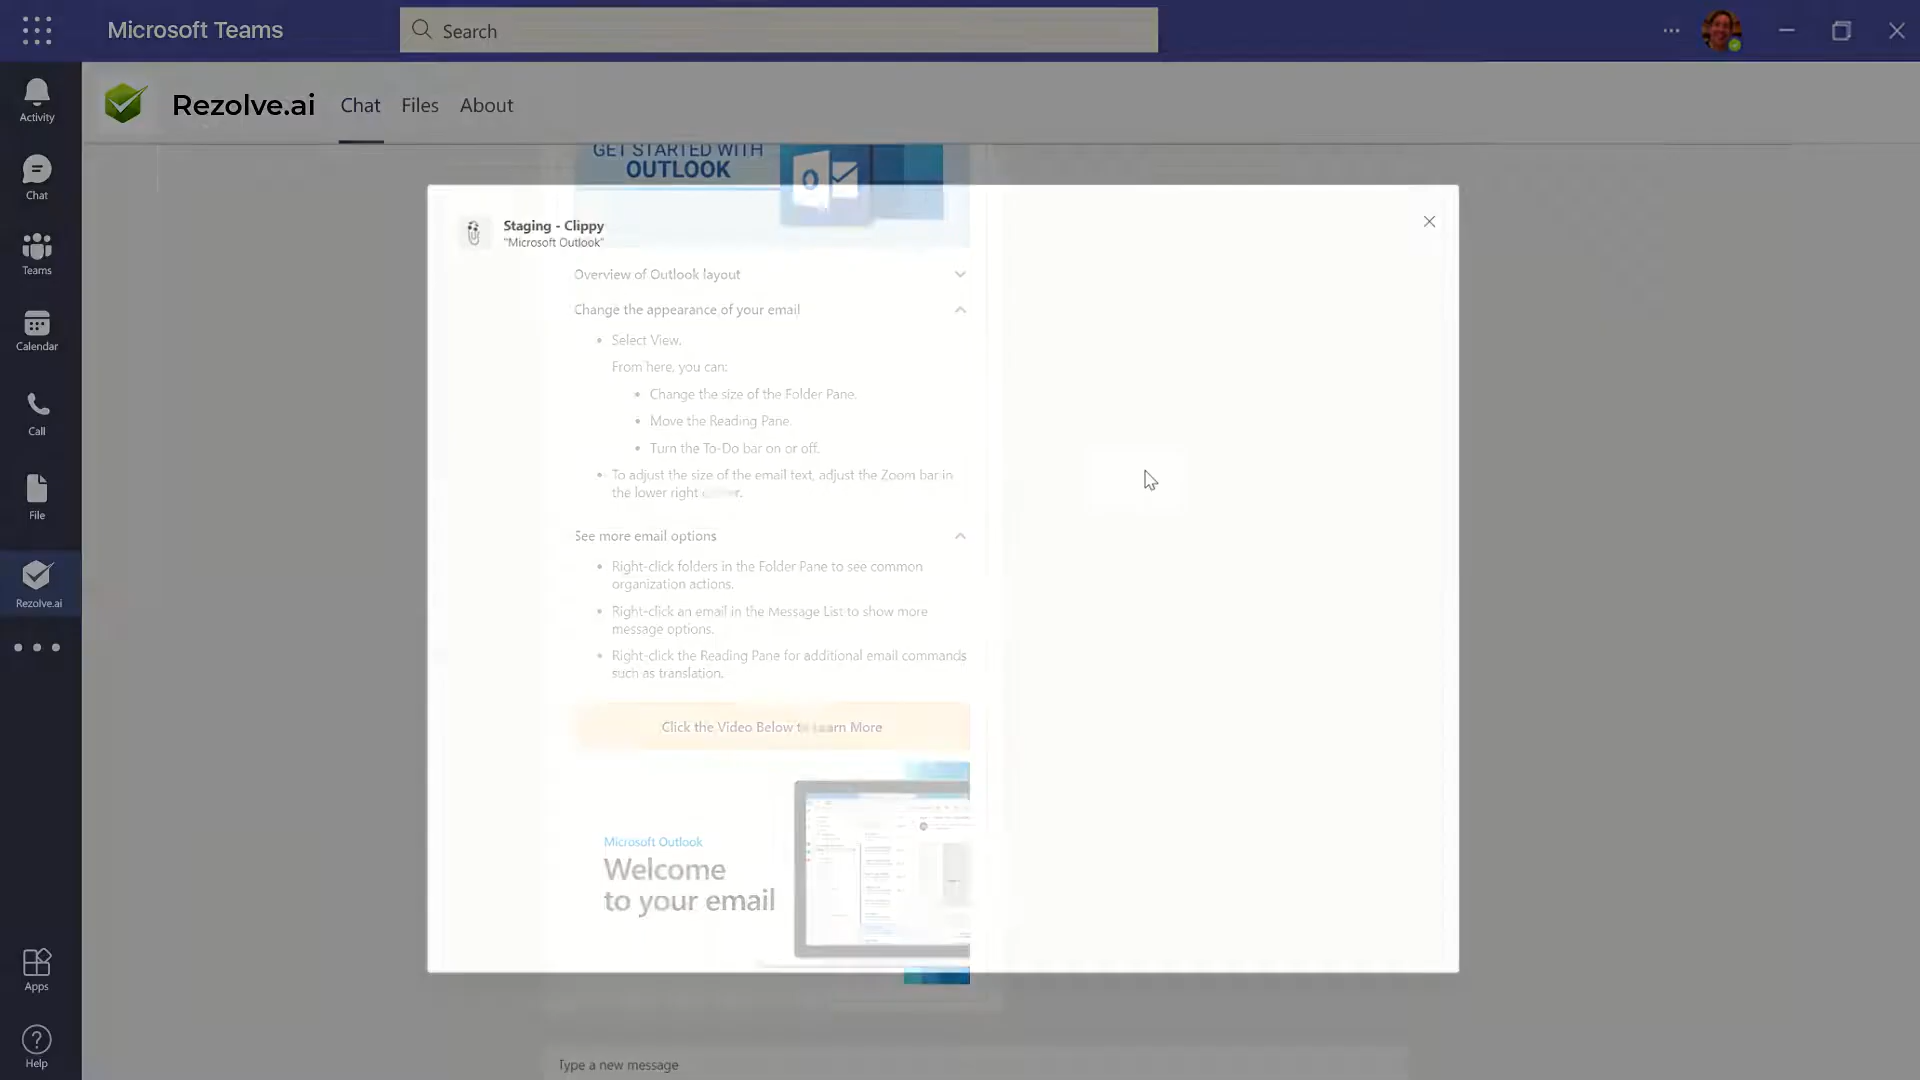 Microsoft Teams
Search
Activity
Chat
Teams
Calendar
Call
File
Rezolve.ai
Apps
Help
Rezolve.ai
Chat
Files
About
GET STARTED WITH
OUTLOOK
Staging - Clippy
"Microsoft Outlook"
Overview of Outlook layout
Change the appearance of your email
Select View.
From here, you can:
Change the size of the Folder Pane.
Move the Reading Pane.
Turn the To-Do bar on or off.
To adjust the size of the email text, adjust the Zoom bar in
the lower right
See more email options
Right-click folders in the Folder Pane to see common
organization actions.
Right-click an email in the Message List to show more
message options.
Right-click the Reading Pane for additional email commands
such as translation.
Click the Video Below to Learn More
Microsoft Outlook
Welcome
to your email
Type a new message